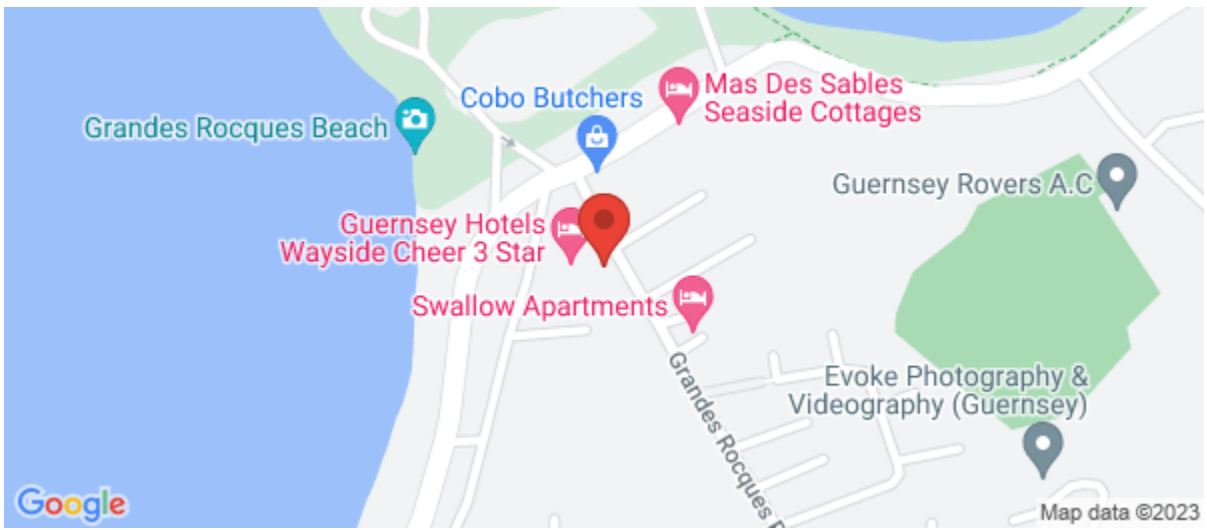 Mas Des Sables
Seaside Cottages
Cobo Butchers
Grandes Rocques Beach
Guernsey Rovers A.C
Guernsey Hotels
Wayside Cheer 3 Star
Swallow Apartments
Grandes Rocques
Evoke Photography &
Videography (Guernsey)
Google
Map data ©2023